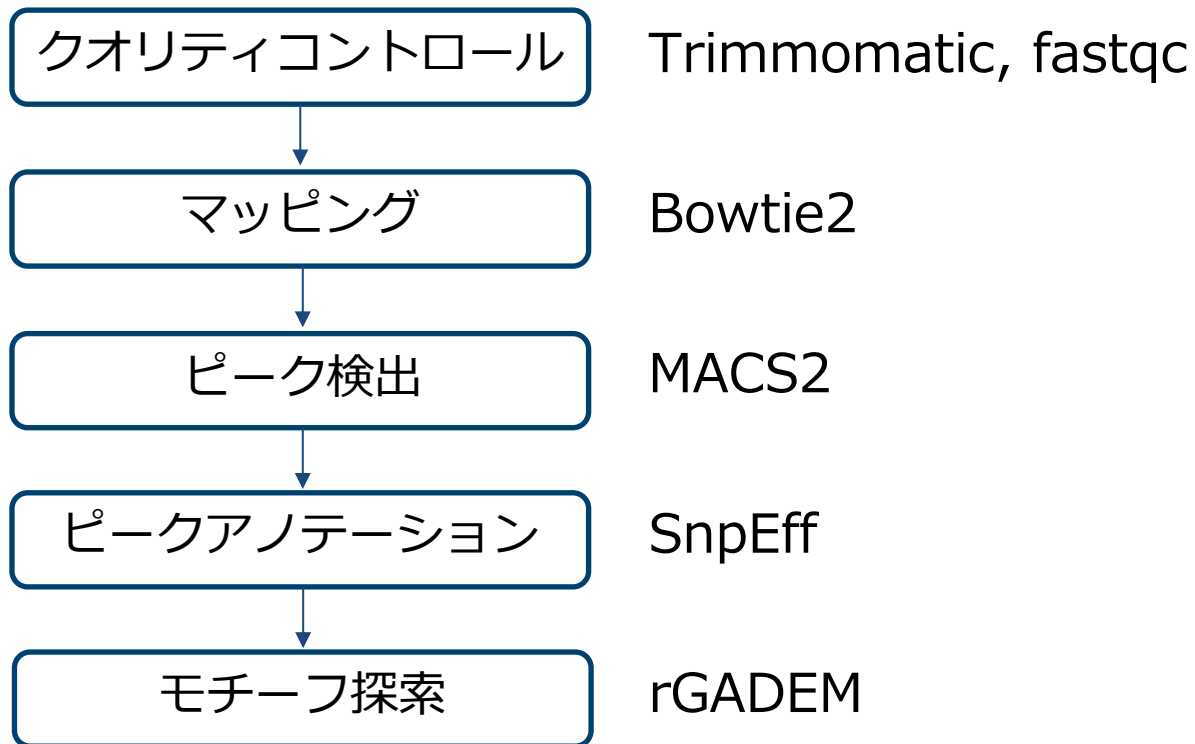 クオリティコントロール Trimmomatic, fastqc
マッピング Bowtie2
ピーク検出 MACS2
ピークアノテーション SnpEff
モチーフ探索 rGADEM